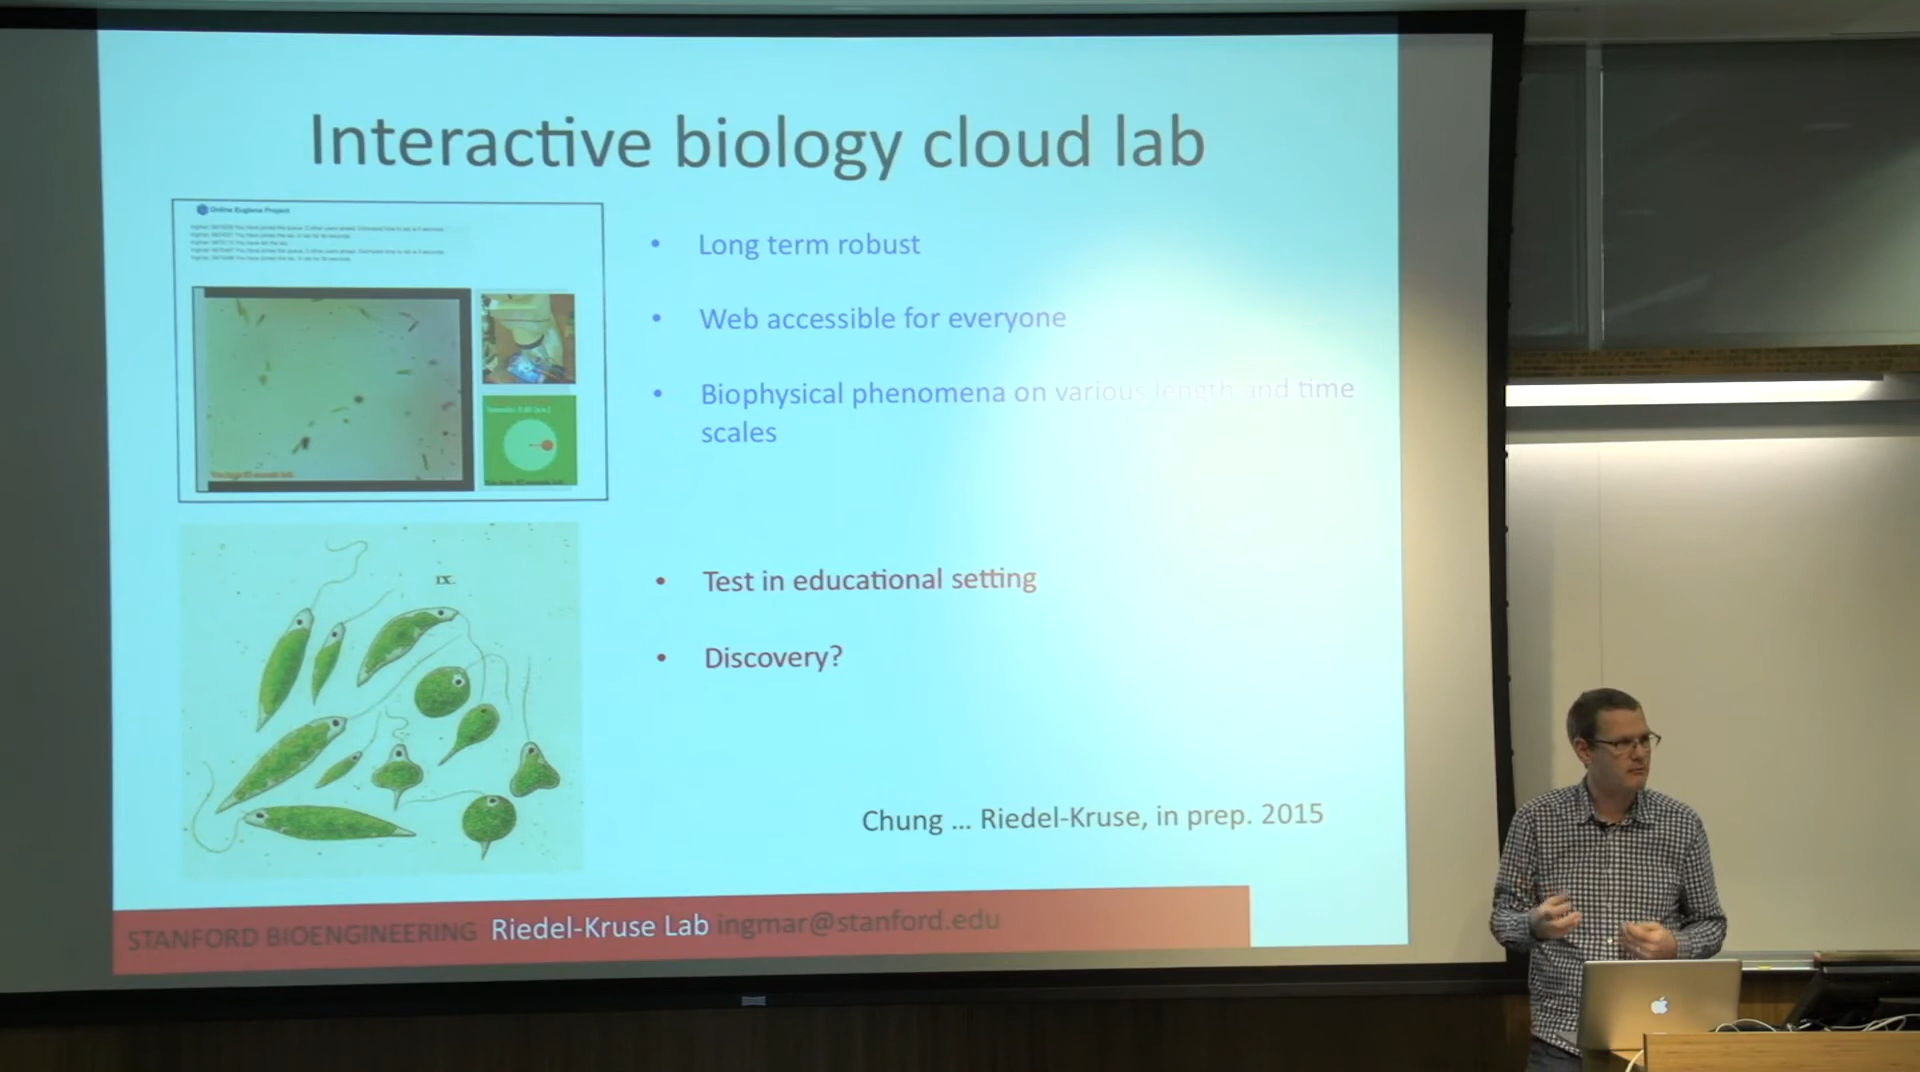 Interactive biology cloud lab
Online Euglena Project
• Long term robust
• Web accessible for everyone
• Biophysical phenomena on various length and time
scales
IX.
• Test in educational setting
• Discovery?
Chung ... Riedel-Kruse, in prep. 2015
STANFORD BIOENGINEERING Riedel-Kruse Lab ingmar@stanford.edu